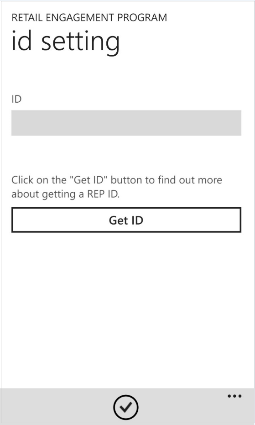 RETAIL ENGAGEMENT PROGRAM
id setting
ID
Click on the "Get ID" button to find out more
about getting a REP ID.
Get ID